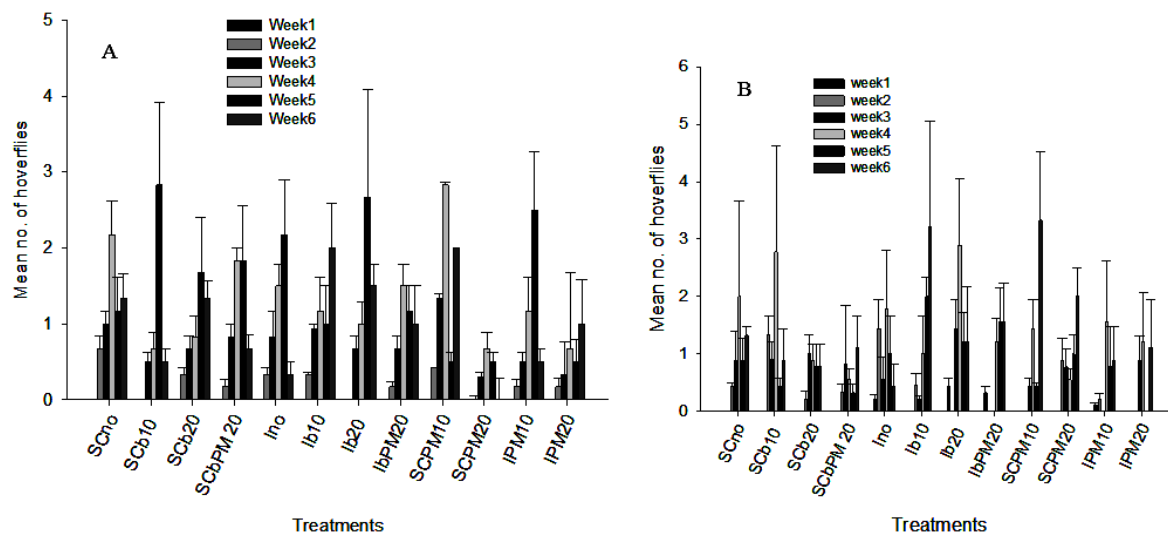 A
Week1
Week2
Week3
Week4
Week5
Week6
Mean no. of hoverflies
5
4
3
2
1
0
SCno
SCb10
SCb20
SCbPM 20
Ino
Ib10
Ib20
IbPM20
SCPM10
SCPM20
IPM10
IPM20
Treatments
B
week1
week2
week3
week4
week5
week6
Mean no. of hoverflies
6
5
4
3
2
1
0
SCno
SCb10
SCb20
SCbPM 20
Ino
Ib10
Ib20
IbPM20
SCPM10
SCPM20
IPM10
IPM20
Treatments